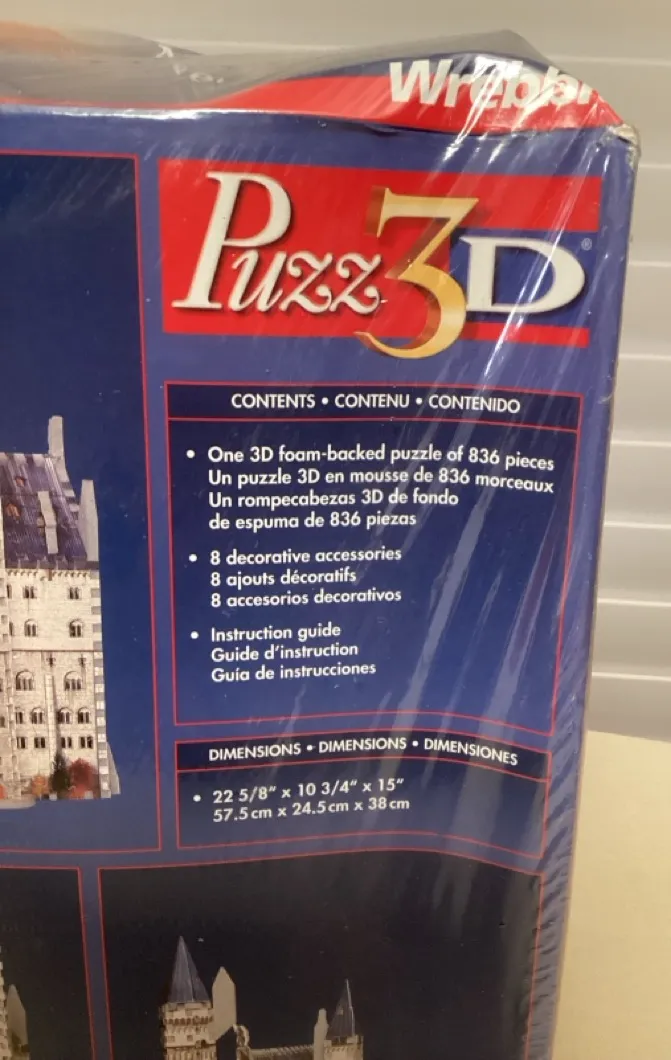 Puzz 3D®
CONTENTS • CONTENU • CONTENIDO
• One 3D foam-backed puzzle of 836 pieces
Un puzzle 3D en mousse de 836 morceaux
Un rompecabezas 3D de fondo
de espuma de 836 piezas
• 8 decorative accessories
8 ajouts décoratifs
8 accesorios decorativos
• Instruction guide
Guide d'instruction
Guía de instrucciones
DIMENSIONS • DIMENSIONS • DIMENSIONES
• 22 5/8" x 10 3/4" x 15"
57.5 cm x 24.5 cm x 38 cm